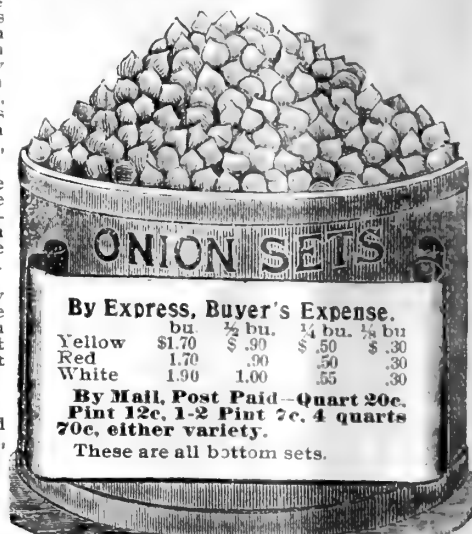 ONION SETS
By Express, Buyer's Expense.
bu. ½ bu. ¼ bu. ⅛ bu
Yellow $1.70 $ .90 $ .50 $ .30
Red 1.70 .90 .50 .30
White 1.90 1.00 .55 .30
By Mail, Post Paid—Quart 20c.
Pint 12c, 1-2 Pint 7c, 4 quarts
70c, either variety.
These are all bottom sets.